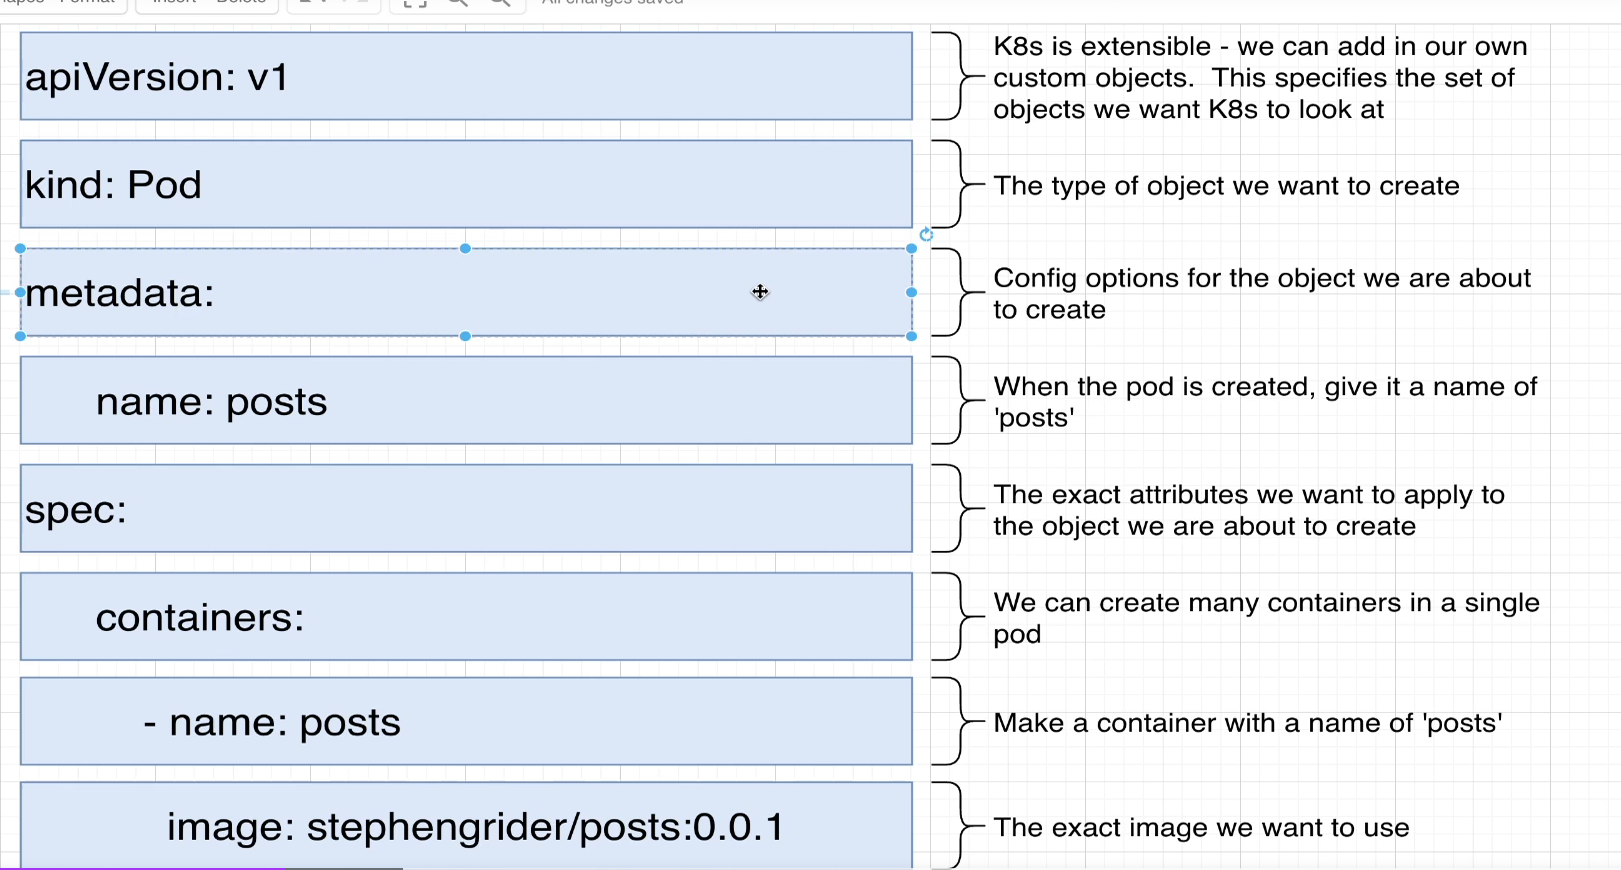 Format
Insert
Delete
All changes saved
apiVersion: v1
K8s is extensible - we can add in our own
custom objects.  This specifies the set of
objects we want K8s to look at
kind: Pod
The type of object we want to create
metadata:
Config options for the object we are about
to create
name: posts
When the pod is created, give it a name of
'posts'
spec:
The exact attributes we want to apply to
the object we are about to create
containers:
We can create many containers in a single
pod
- name: posts
Make a container with a name of 'posts'
image: stephengrider/posts:0.0.1
The exact image we want to use